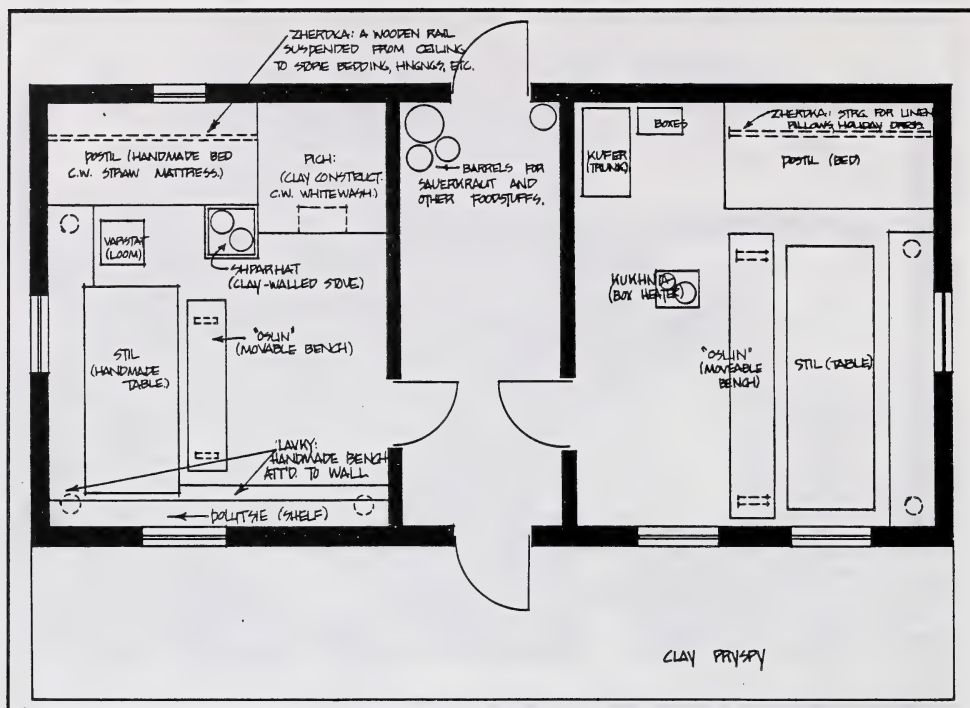 ZHERDKA: A WOODEN RAIL
SUSPENDED FROM CEILING
TO STORE BEDDING, HNGNGS, ETC.
POSTIL (HANDMADE BED
C.W. STRAW MATTRESS.)
PICH:
(CLAY CONSTRUCT.
C.W. WHITEWASH.)
BARRELS FOR
SAUERKRAUT AND
OTHER FOODSTUFFS.
KUFER
(TRUNK)
BOXES
ZHERDKA: STRG. FOR LINEN
PILLOWS, HOLIDAY DRESS.
POSTIL (BED)
VARSTAT
(LOOM)
SHPARHAT
(CLAY-WALLED STOVE)
KUKHNIA
(BOX HEATER)
STIL
(HANDMADE
TABLE)
"OSLIN"
(MOVABLE BENCH)
"OSLIN"
(MOVEABLE
BENCH)
STIL (TABLE)
LAVKY:
HANDMADE BENCH
ATT'D. TO WALL
POLUTSIE (SHELF)
CLAY PRYSPY